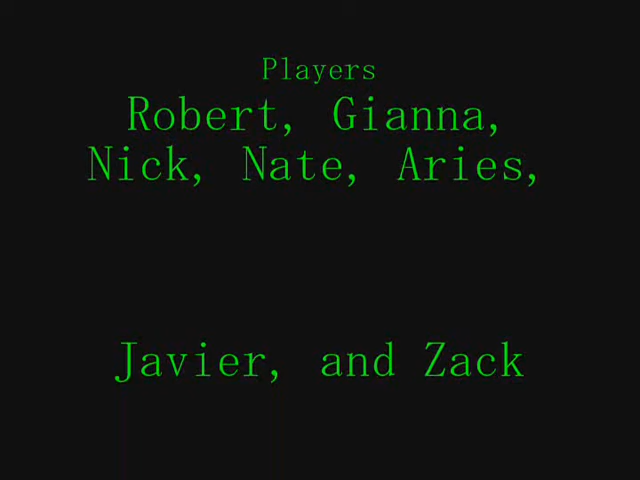 Players
Robert, Gianna,
Nick, Nate, Aries,
Javier, and Zack